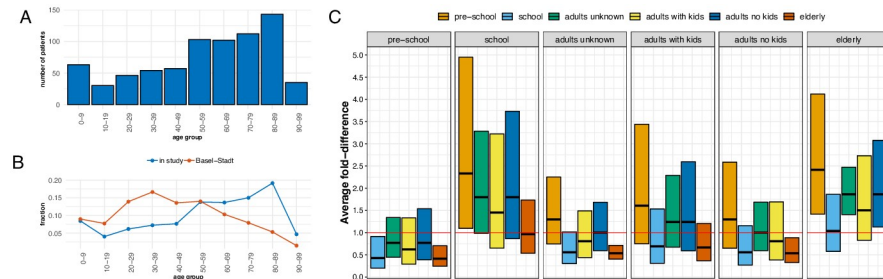 A
number of patients
150
100
50
0
0−9
10−19
20−29
30−39
40−49
50−59
60−69
70−79
80−89
90−99
age group
B
in study
Basel−Stadt
fraction
0.20
0.15
0.10
0.05
0−9
10−19
20−29
30−39
40−49
50−59
60−69
70−79
80−89
90−99
age group
C
pre−school
school
adults unknown
adults with kids
adults no kids
elderly
pre−school
school
adults unknown
adults with kids
adults no kids
elderly
Average fold−difference
5.0
4.5
4.0
3.5
3.0
2.5
2.0
1.5
1.0
0.5
0.0